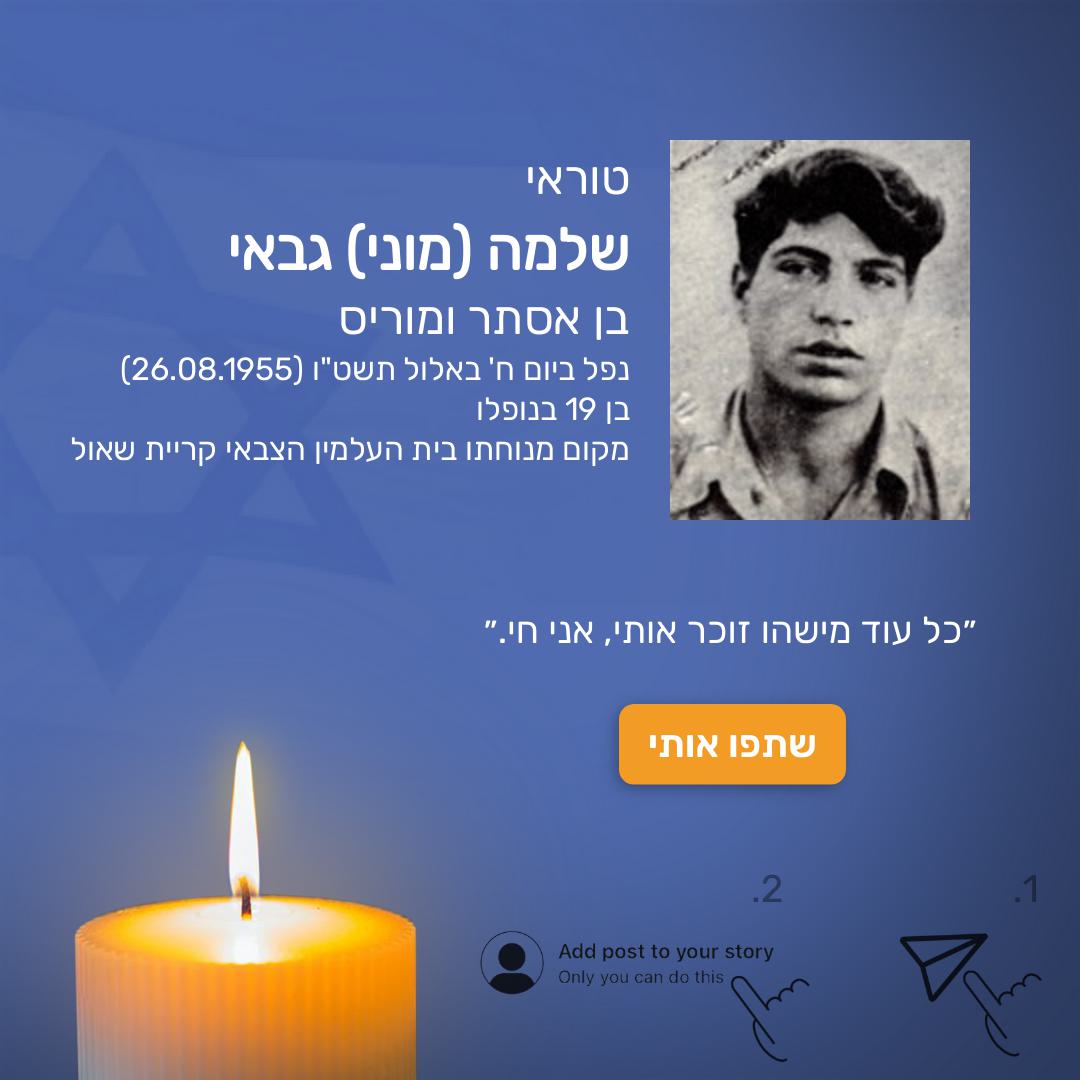 טוראי
שלמה (מוני) גבאי
בן אסתר ומוריס
נפל ביום ח' באלול תשט"ו (26.08.1955)
בן 19 בנופלו
מקום מנוחתו בית העלמין הצבאי קריית שאול
״כל עוד מישהו זוכר אותי, אני חי.״
שתפו אותי
.1
.2
Add post to your story
Only you can do this